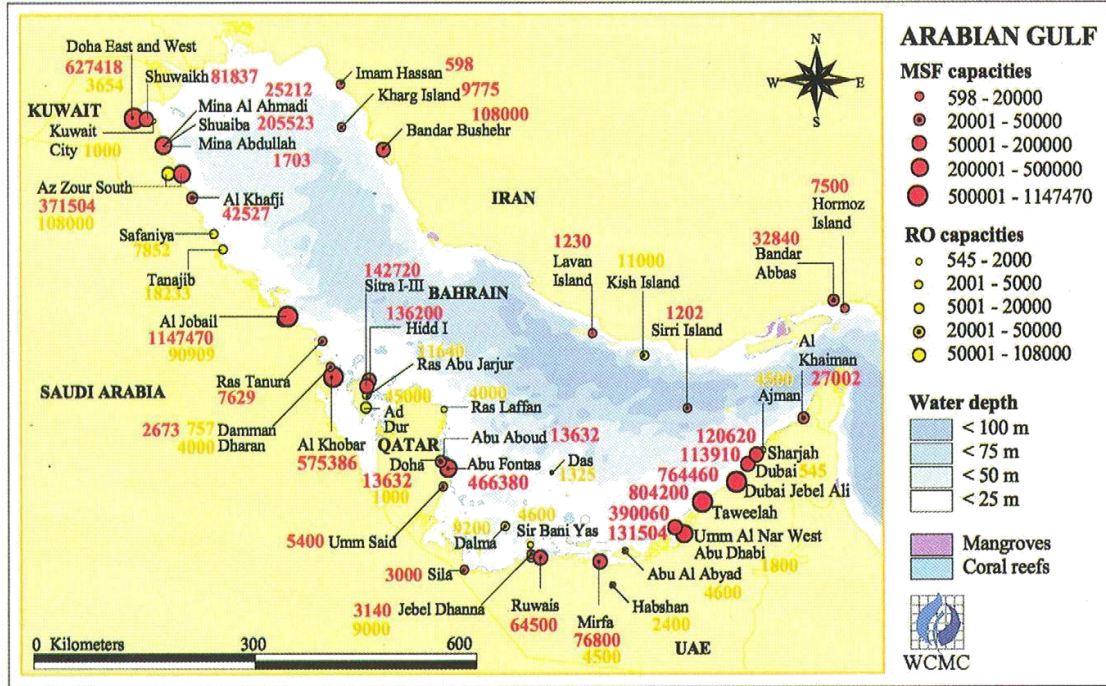 Doha East and West
627418
3654
Shuwaikh 81837
KUWAIT
Kuwait
City 1000
Mina Al Ahmadi
25212
Shuaiba 205523
Mina Abdullah
1703
Az Zour South
371504
108000
Al Khafji
42527
Safaniya
7852
Tanajib
18233
Al Jobail
1147470
90909
SAUDI ARABIA
Ras Tanura
7629
2673 757 Damman
4000 Dharan
Al Khobar
575386
Imam Hassan 598
Kharg Island 9775
108000
Bandar Bushehr
IRAN
142720
Sitra I-III
BAHRAIN
136200
Hidd I
11640
Ras Abu Jarjur
45000
Ad
Dur
4000
Ras Laffan
QATAR
Abu Aboud 13632
Doha
13632
1000
Abu Fontas
466380
5400 Umm Said
3000 Sila
Das
1325
9200
Dalma
4600
Sir Bani Yas
3140 Jebel Dhanna
9000
Ruwais
64500
Mirfa
76800
4500
Habshan
2400
Abu Al Abyad
4600
UAE
1230
Lavan
Island
11000
Kish Island
1202
Sirri Island
7500
Hormoz
Island
32840
Bandar
Abbas
Al
Khaiman
27002
4500
Ajman
120620
Sharjah
113910
Dubai 545
764460
Dubai Jebel Ali
804200
Taweelah
390060
131504
Umm Al Nar West
Abu Dhabi
1800
0 Kilometers 300 600
N
W E
S
ARABIAN GULF
MSF capacities
598 - 20000
20001 - 50000
50001 - 200000
200001 - 500000
500001 - 1147470
RO capacities
545 - 2000
2001 - 5000
5001 - 20000
20001 - 50000
50001 - 108000
Water depth
< 100 m
< 75 m
< 50 m
< 25 m
Mangroves
Coral reefs
WCMC